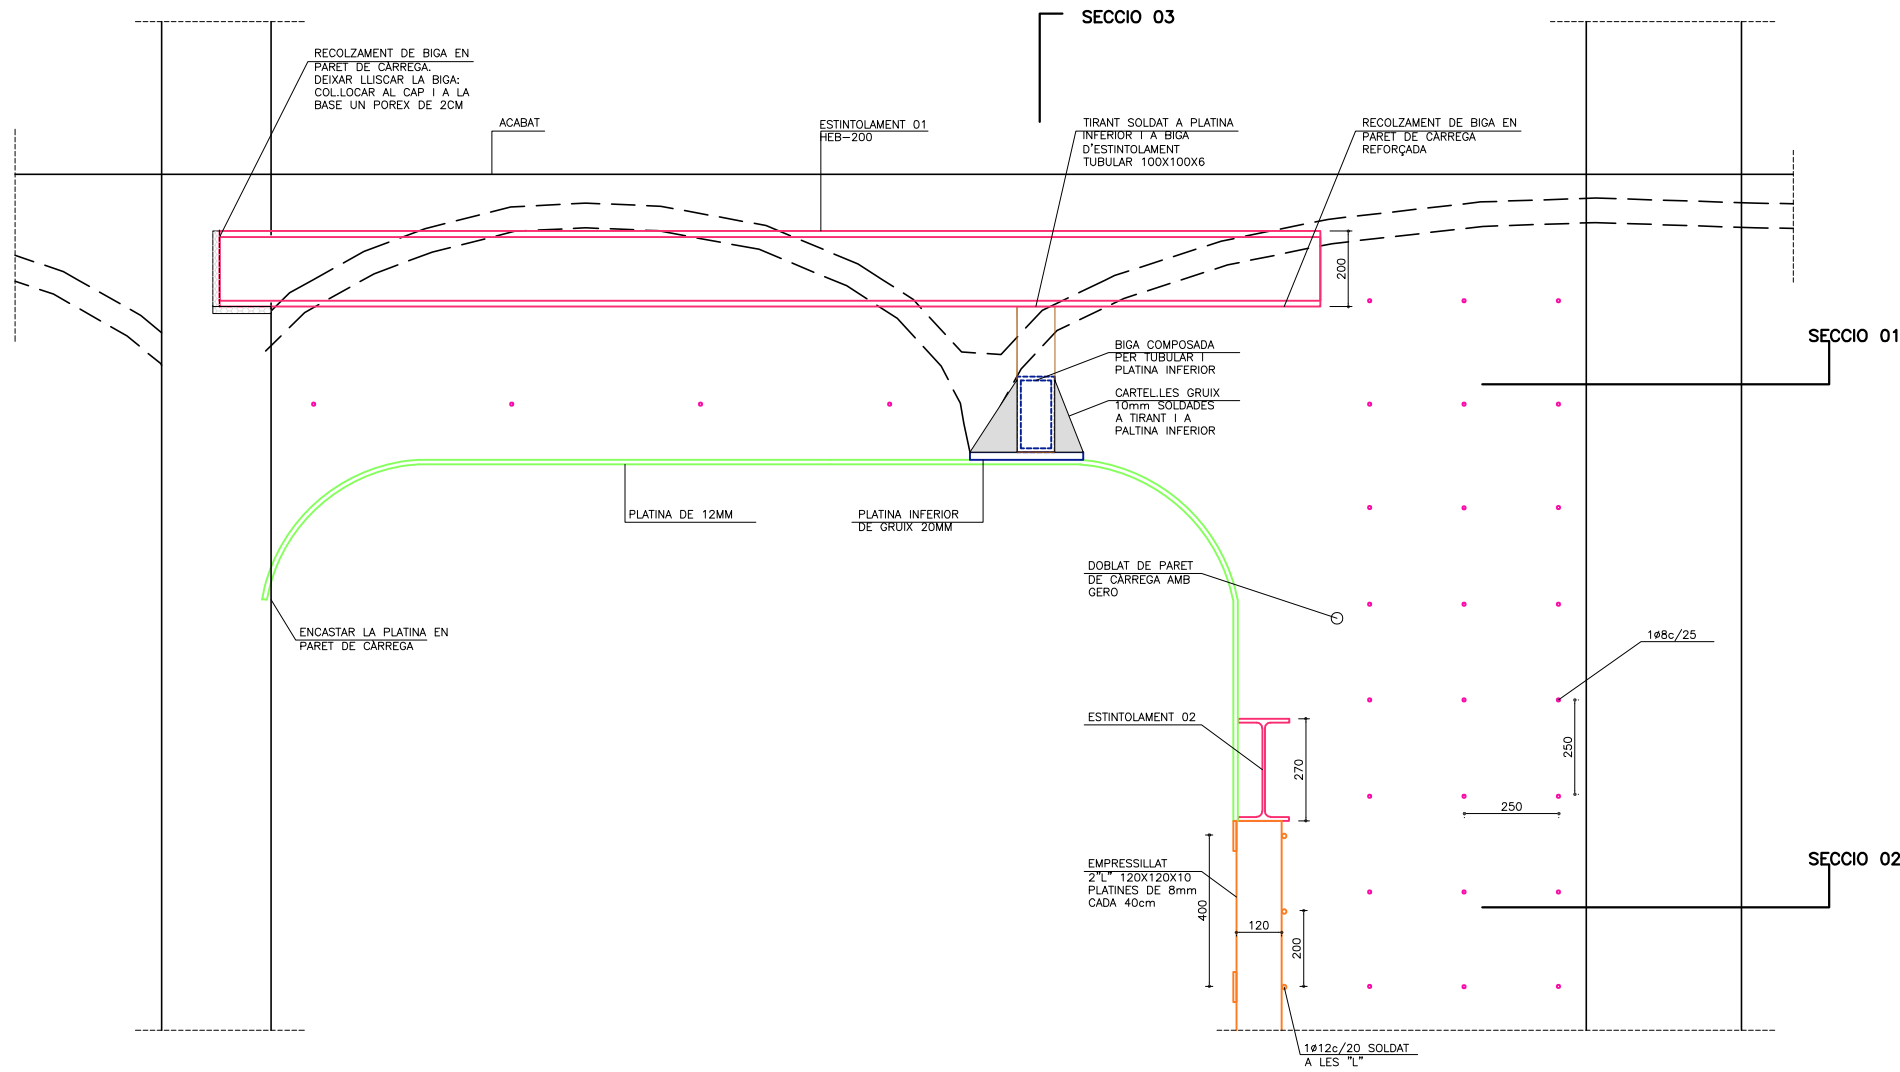 SECCIO 03
RECOLZAMENT DE BIGA EN
PARET DE CÀRREGA.
DEIXAR LLISCAR LA BIGA:
COL.LOCAR AL CAP I A LA
BASE UN POREX DE 2CM
ACABAT
ESTINTOLAMENT 01
HEB-200
TIRANT SOLDAT A PLATINA
INFERIOR I A BIGA
D'ESTINTOLAMENT
TUBULAR 100X100X6
RECOLZAMENT DE BIGA EN
PARET DE CÀRREGA
REFORÇADA
200
SECCIO 01
BIGA COMPOSADA
PER TUBULAR I
PLATINA INFERIOR
CARTEL.LES GRUIX
10mm SOLDADES
A TIRANT I A
PALTINA INFERIOR
PLATINA DE 12MM
PLATINA INFERIOR
DE GRUIX 20MM
DOBLAT DE PARET
DE CÀRREGA AMB
GERO
ENCASTAR LA PLATINA EN
PARET DE CÀRREGA
1ø8c/25
ESTINTOLAMENT 02
270
250
250
SECCIO 02
EMPRESSILLAT
2"L" 120X120X10
PLATINES DE 8mm
CADA 40cm
400
120
200
1ø12c/20 SOLDAT
A LES "L"